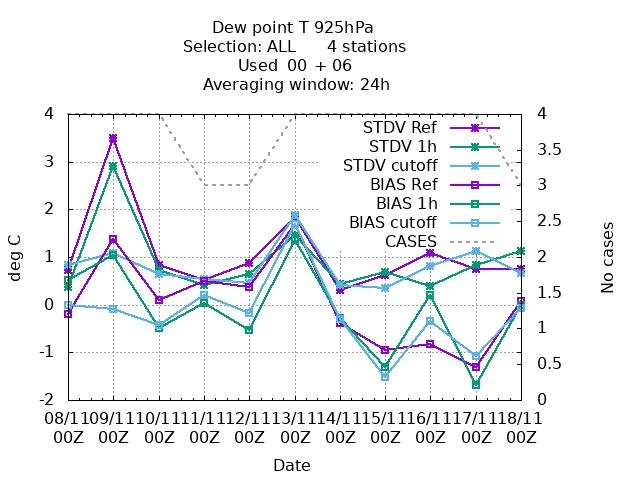 Dew point T 925hPa
Selection: ALL 4 stations
Used 00 + 06
Averaging window: 24h
deg C
4
3
2
1
0
-1
-2
STDV Ref
STDV 1h
STDV cutoff
BIAS Ref
BIAS 1h
BIAS cutoff
CASES
4
3.5
3
2.5
2
1.5
1
0.5
0
No cases
08/11 09/11 10/11 11/11 12/11 13/11 14/11 15/11 16/11 17/11 18/11
00Z 00Z 00Z 00Z 00Z 00Z 00Z 00Z 00Z 00Z 00Z
Date